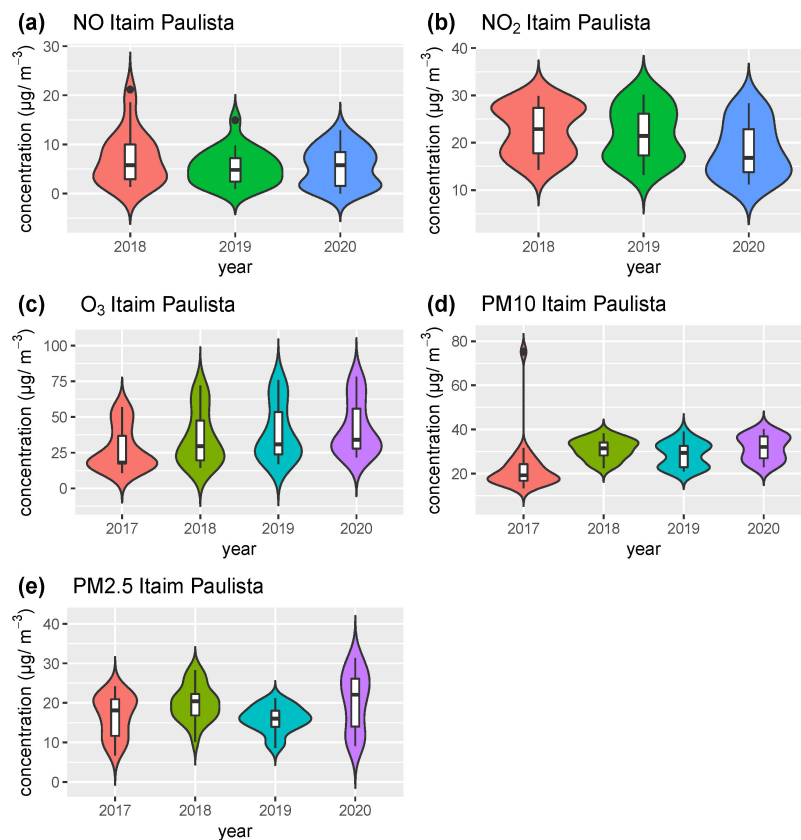 (a) NO Itaim Paulista
concentration (µg/ m⁻³)
30
20
10
0
2018 2019 2020
year
(b) NO₂ Itaim Paulista
concentration (µg/ m⁻³)
40
30
20
10
2018 2019 2020
year
(c) O₃ Itaim Paulista
concentration (µg/ m⁻³)
100
75
50
25
0
2017 2018 2019 2020
year
(d) PM10 Itaim Paulista
concentration (µg/ m⁻³)
80
60
40
20
2017 2018 2019 2020
year
(e) PM2.5 Itaim Paulista
concentration (µg/ m⁻³)
40
30
20
10
0
2017 2018 2019 2020
year